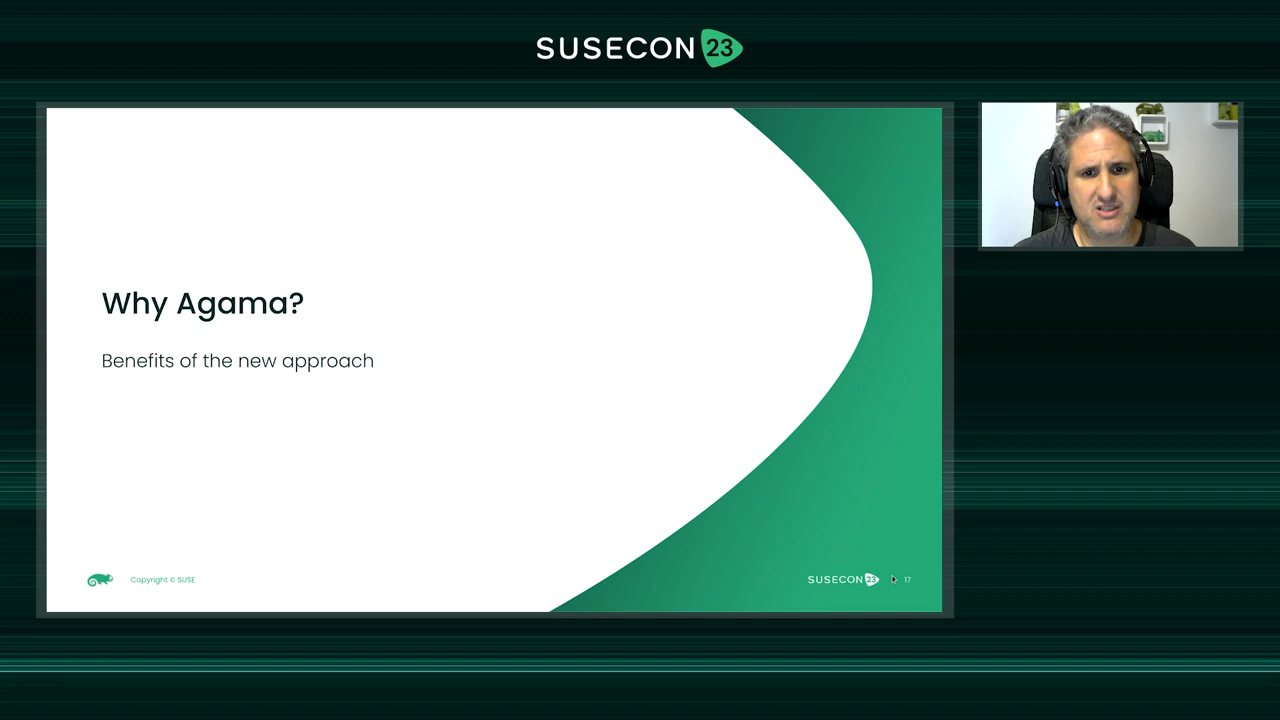 SUSECON 23
Why Agama?
Benefits of the new approach
Copyright © SUSE
SUSECON 23
17